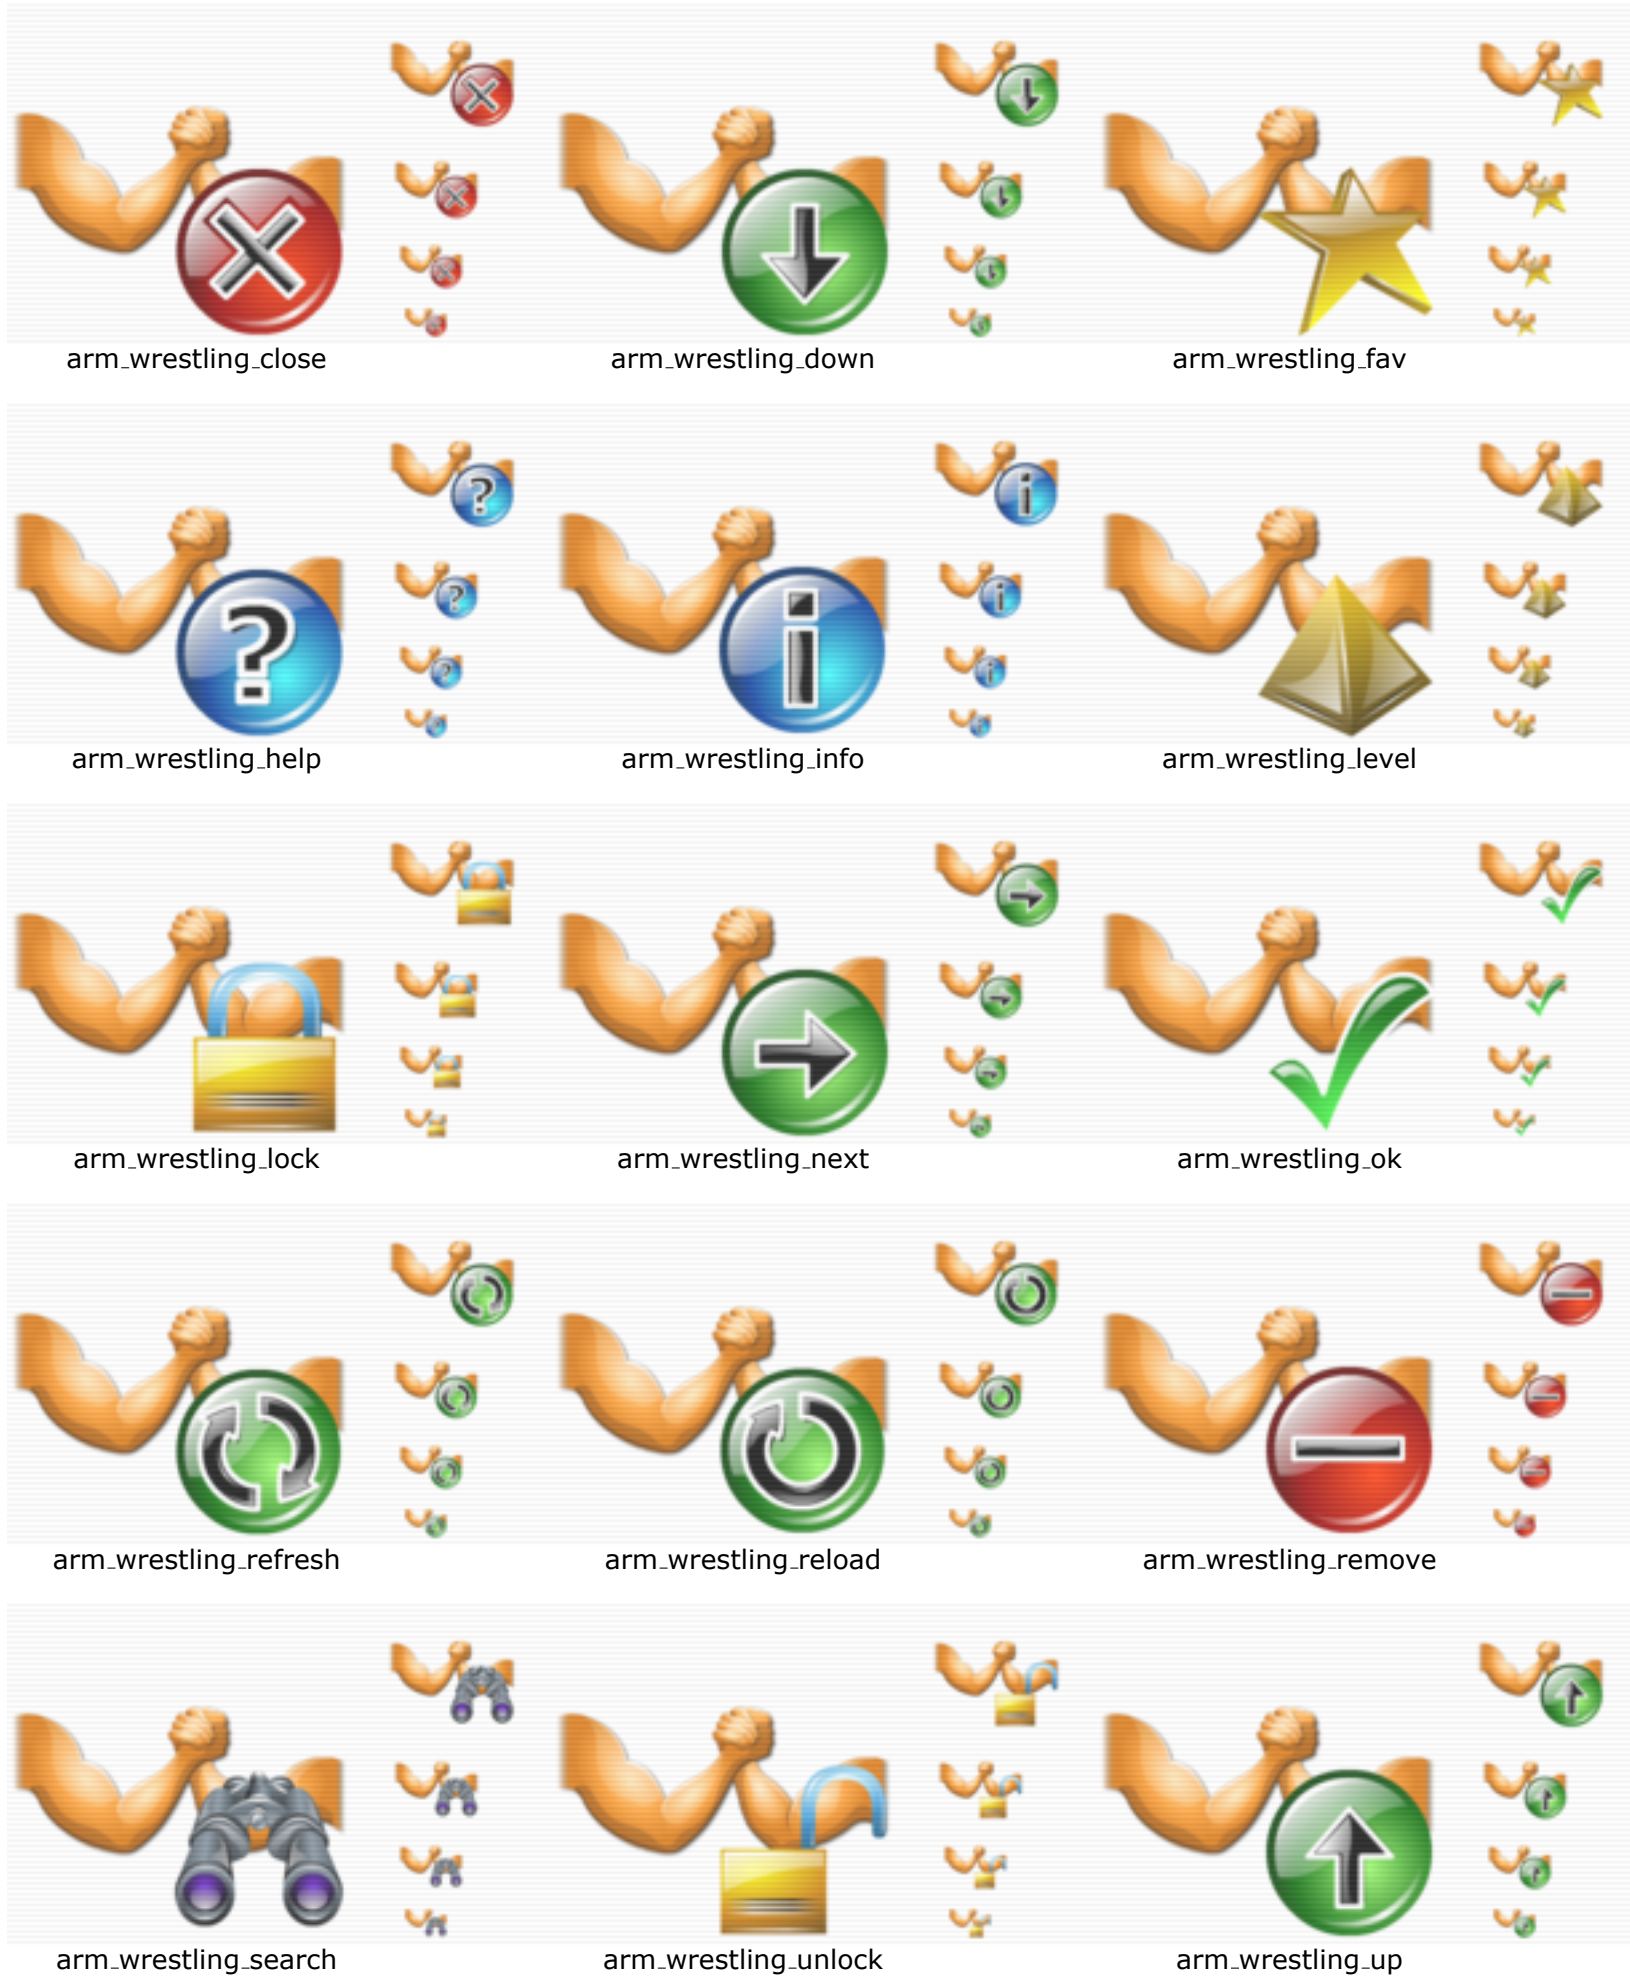 arm_wrestling_close
arm_wrestling_down
arm_wrestling_fav
arm_wrestling_help
arm_wrestling_info
arm_wrestling_level
arm_wrestling_lock
arm_wrestling_next
arm_wrestling_ok
arm_wrestling_refresh
arm_wrestling_reload
arm_wrestling_remove
arm_wrestling_search
arm_wrestling_unlock
arm_wrestling_up